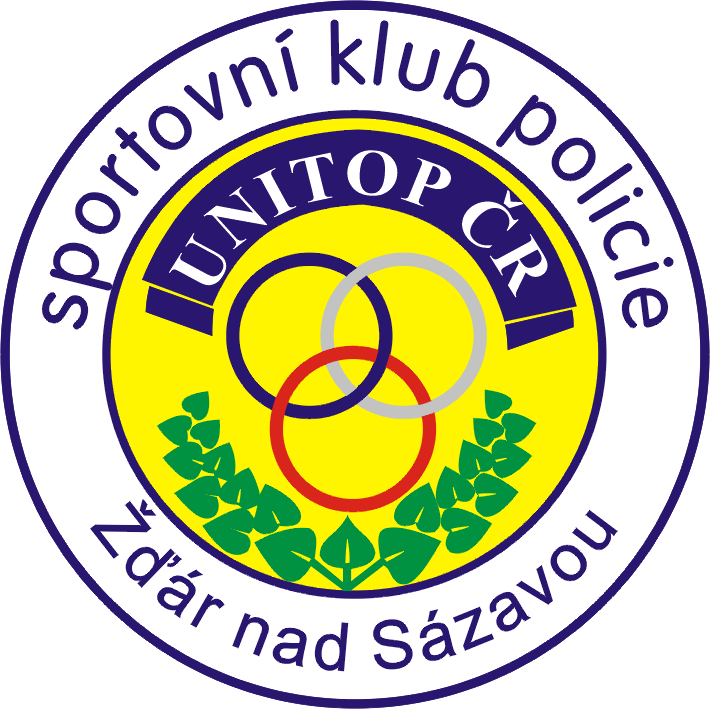 sportovní klub policie
UNITOP ČR
Žďár nad Sázavou